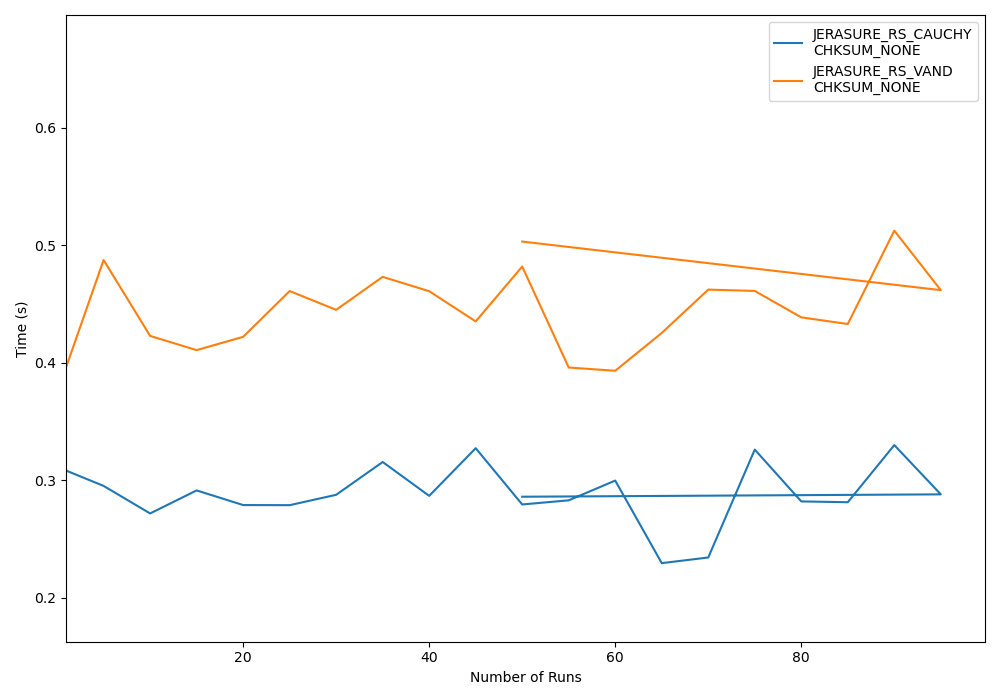 JERASURE_RS_CAUCHY
CHKSUM_NONE
JERASURE_RS_VAND
CHKSUM_NONE
0.6
0.5
0.4
0.3
0.2
Time (s)
20 40 60 80
Number of Runs